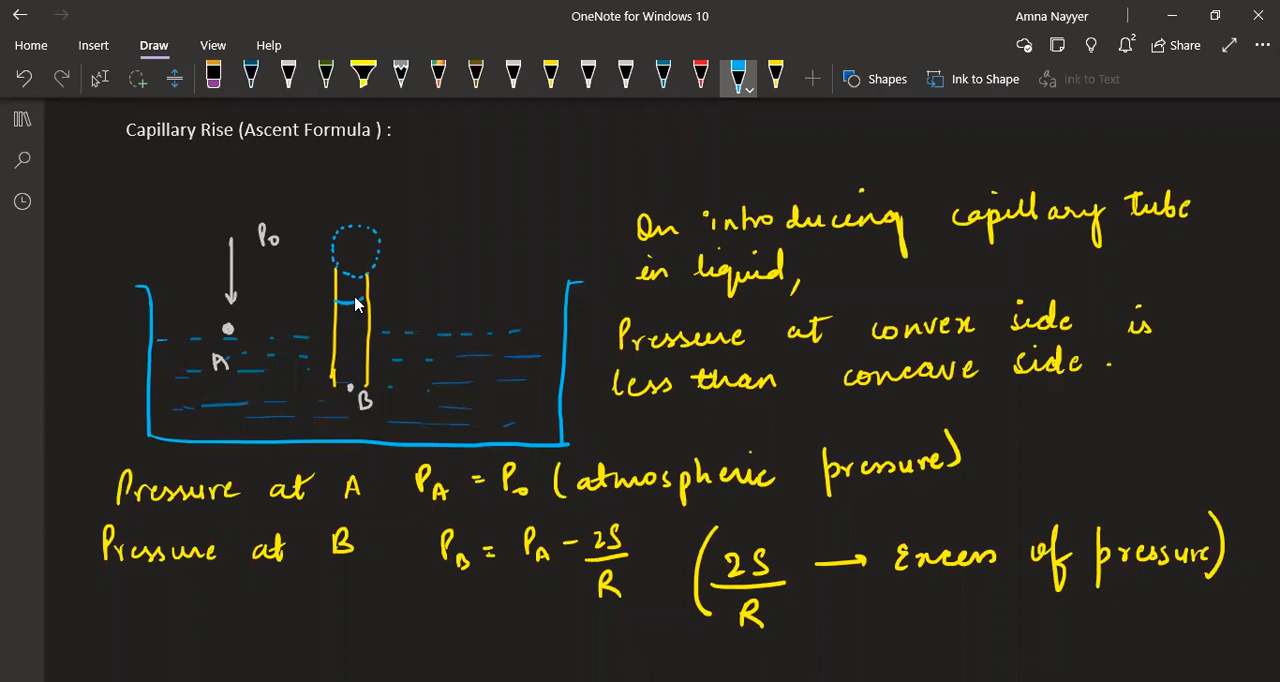 OneNote for Windows 10
Amna Nayyer
Home Insert Draw View Help
2
Share
Shapes
Ink to Shape
Ink to Text
Capillary Rise (Ascent Formula ) :
P₀
A
B
On introducing capillary tube
in liquid,
Pressure at convex side is
less than concave side .
Pressure at A P_A = P₀ (atmospheric pressure)
Pressure at B P_B = P_A - 2S/R (2S/R → Excess of pressure)